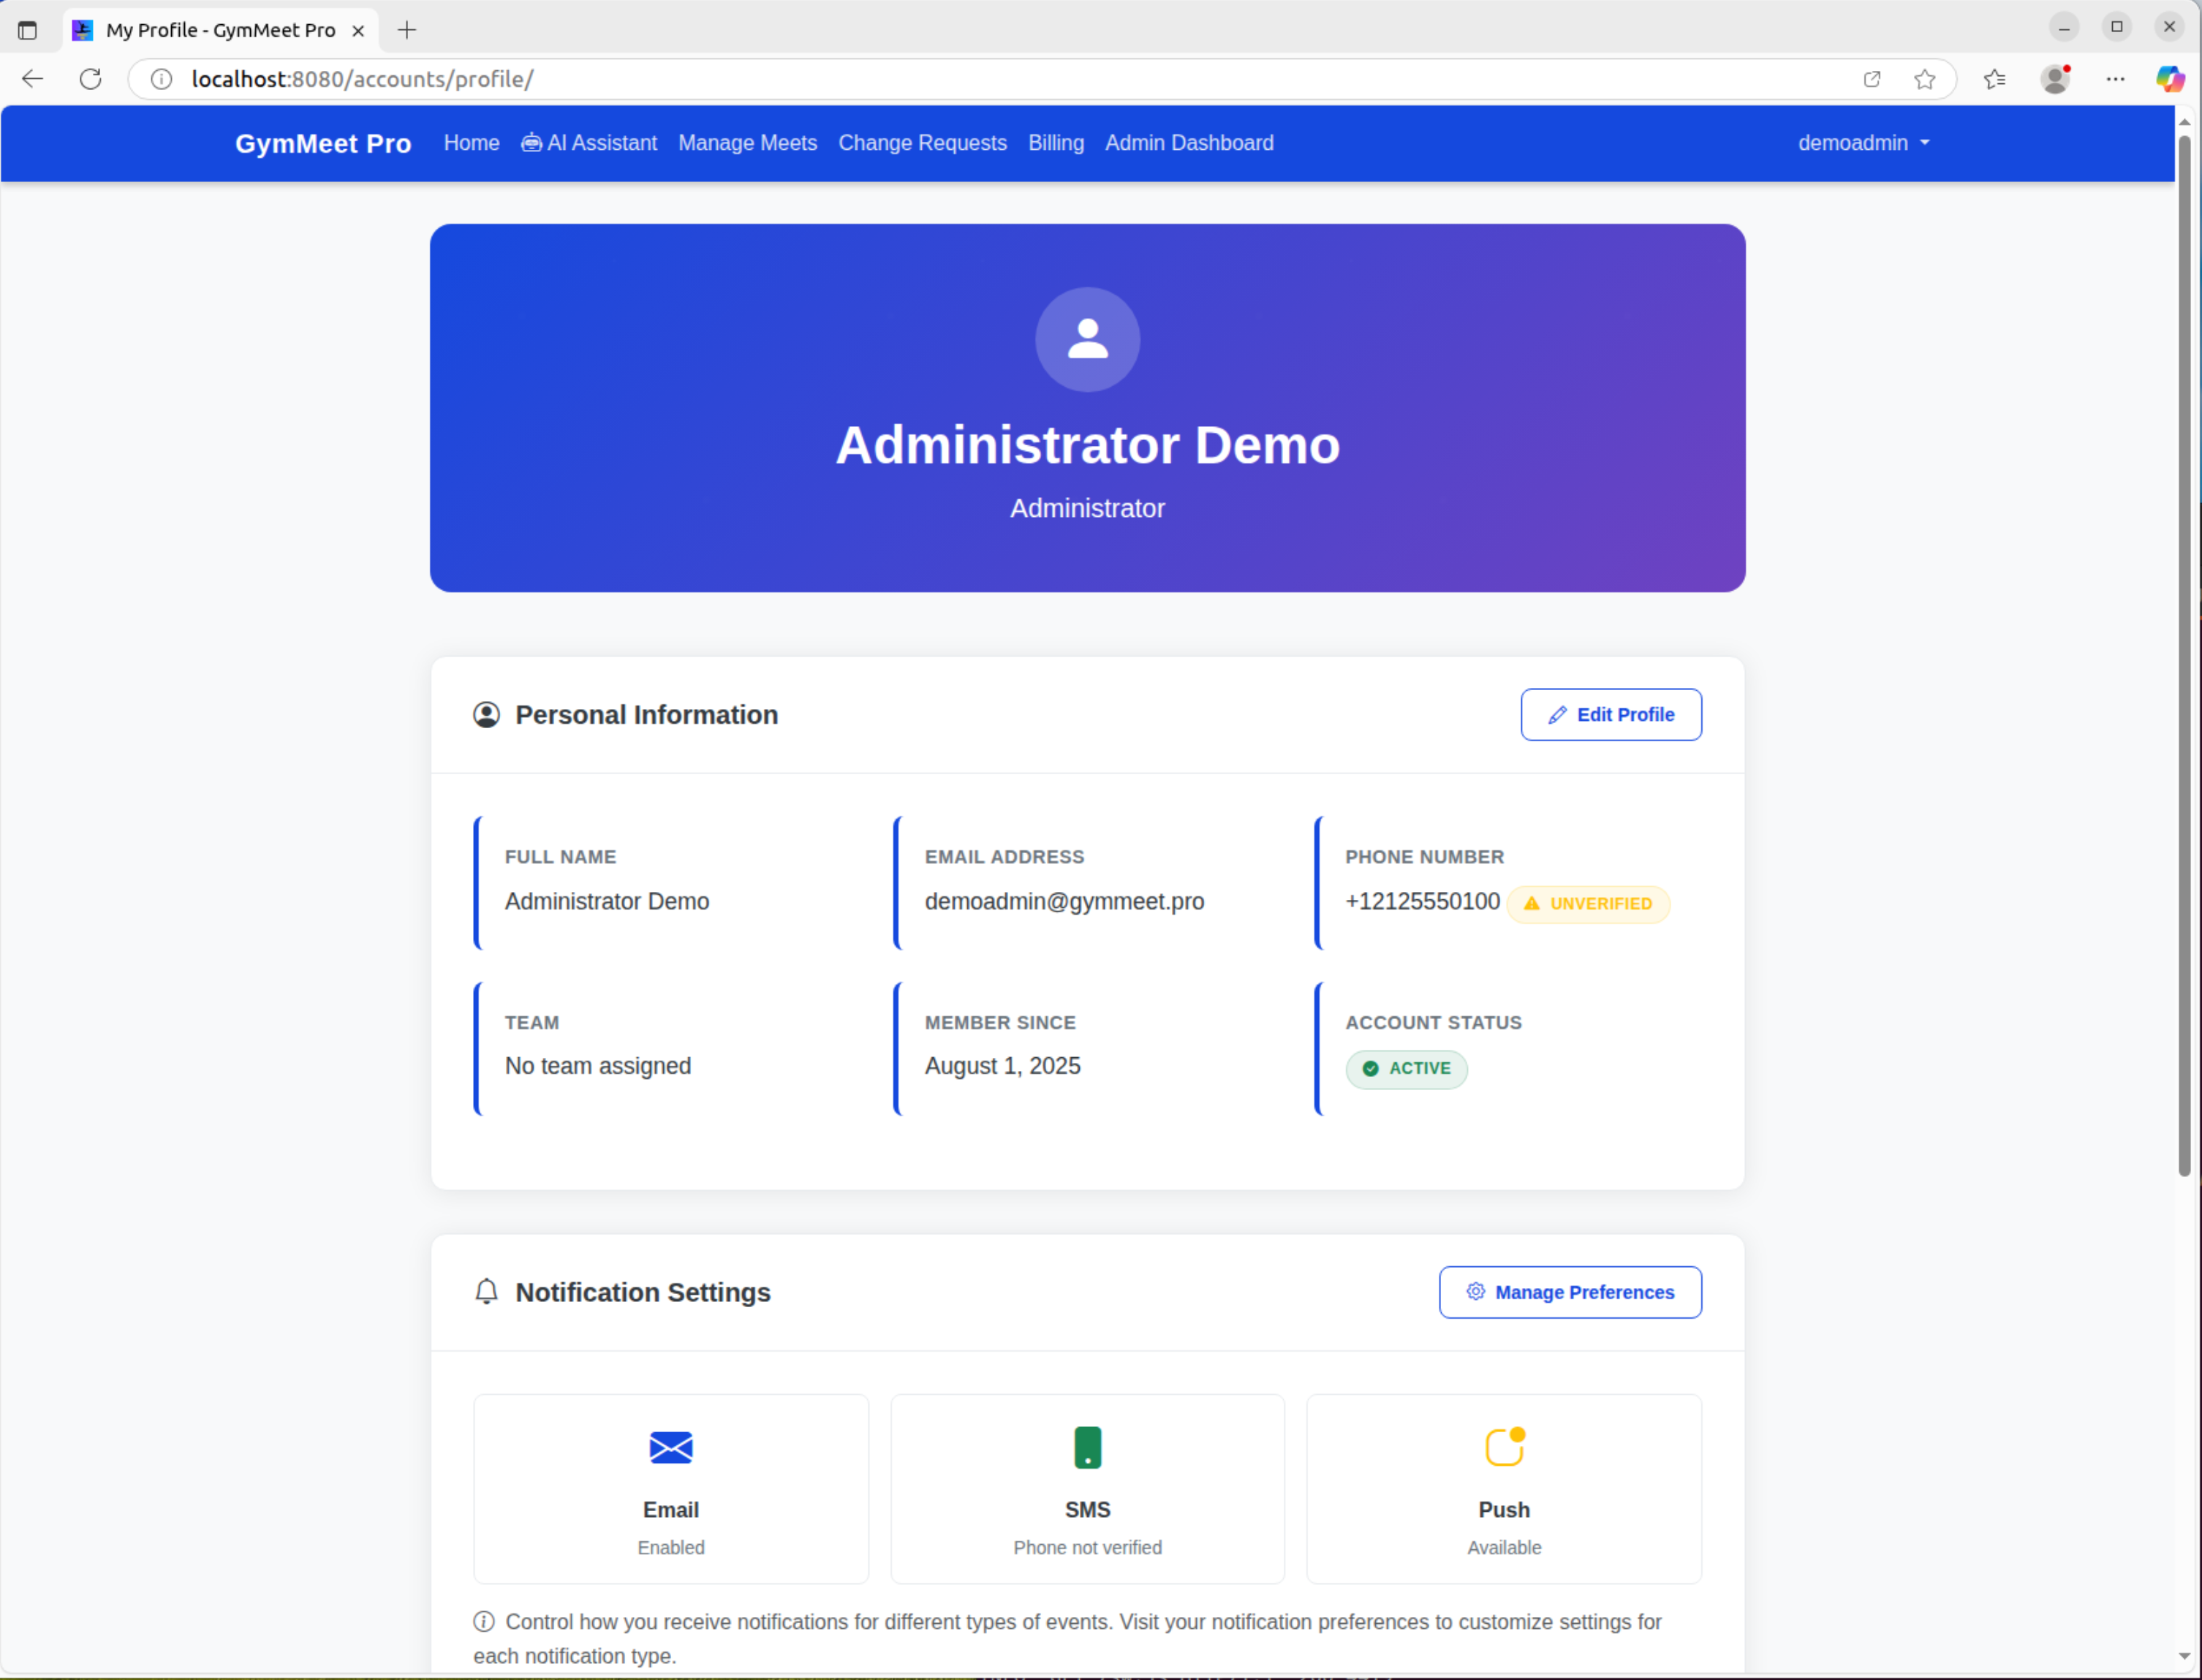 My Profile - GymMeet Pro
localhost:8080/accounts/profile/
GymMeet Pro Home AI Assistant Manage Meets Change Requests Billing Admin Dashboard demoadmin
Administrator Demo
Administrator
Personal Information Edit Profile
FULL NAME EMAIL ADDRESS PHONE NUMBER
Administrator Demo demoadmin@gymmeet.pro +12125550100 UNVERIFIED
TEAM MEMBER SINCE ACCOUNT STATUS
No team assigned August 1, 2025 ACTIVE
Notification Settings Manage Preferences
Email SMS Push
Enabled Phone not verified Available
Control how you receive notifications for different types of events. Visit your notification preferences to customize settings for
each notification type.